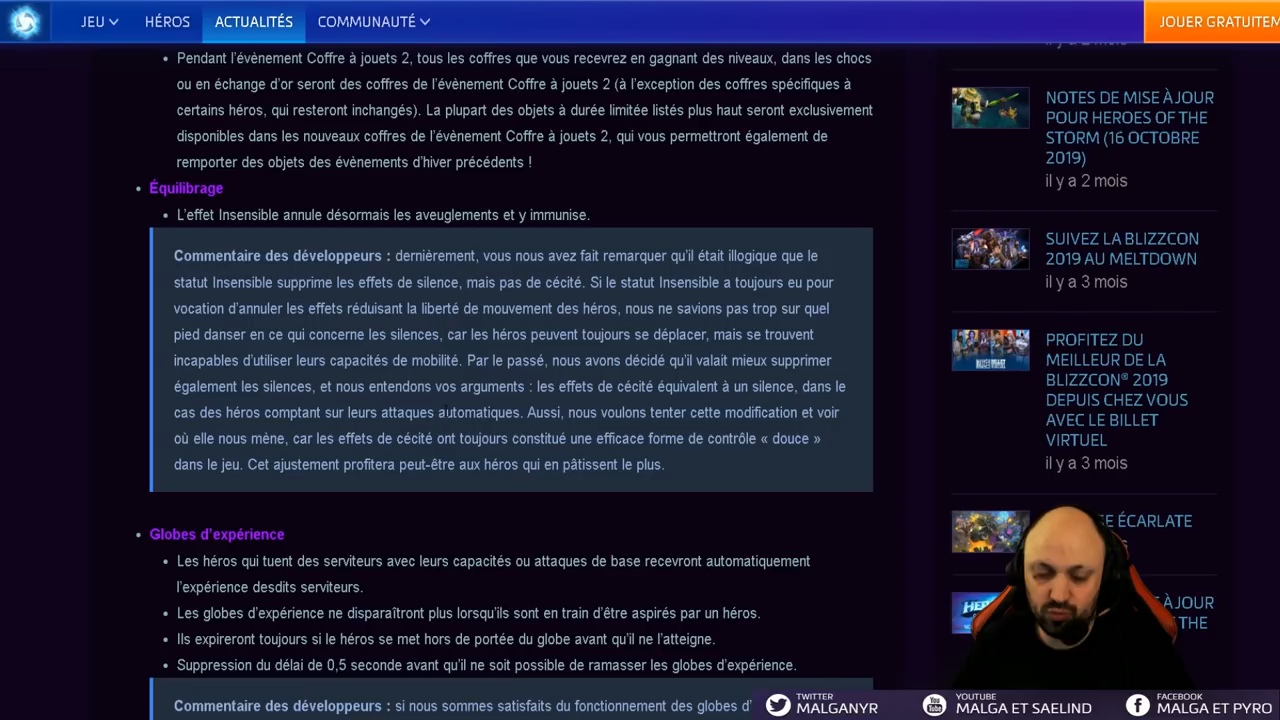 JEU
HÉROS
ACTUALITÉS
COMMUNAUTÉ
JOUER GRATUITEM
• Pendant l'évènement Coffre à jouets 2, tous les coffres que vous recevrez en gagnant des niveaux, dans les chocs
ou en échange d'or seront des coffres de l'évènement Coffre à jouets 2 (à l'exception des coffres spécifiques à
certains héros, qui resteront inchangés). La plupart des objets à durée limitée listés plus haut seront exclusivement
disponibles dans les nouveaux coffres de l'évènement Coffre à jouets 2, qui vous permettront également de
remporter des objets des évènements d'hiver précédents !
• Équilibrage
• L'effet Insensible annule désormais les aveuglements et y immunise.
Commentaire des développeurs : dernièrement, vous nous avez fait remarquer qu'il était illogique que le
statut Insensible supprime les effets de silence, mais pas de cécité. Si le statut Insensible a toujours eu pour
vocation d'annuler les effets réduisant la liberté de mouvement des héros, nous ne savions pas trop sur quel
pied danser en ce qui concerne les silences, car les héros peuvent toujours se déplacer, mais se trouvent
incapables d'utiliser leurs capacités de mobilité. Par le passé, nous avons décidé qu'il valait mieux supprimer
également les silences, et nous entendons vos arguments : les effets de cécité équivalent à un silence, dans le
cas des héros comptant sur leurs attaques automatiques. Aussi, nous voulons tenter cette modification et voir
où elle nous mène, car les effets de cécité ont toujours constitué une efficace forme de contrôle « douce »
dans le jeu. Cet ajustement profitera peut-être aux héros qui en pâtissent le plus.
• Globes d'expérience
• Les héros qui tuent des serviteurs avec leurs capacités ou attaques de base recevront automatiquement
l'expérience desdits serviteurs.
• Les globes d'expérience ne disparaîtront plus lorsqu'ils sont en train d'être aspirés par un héros.
• Ils expireront toujours si le héros se met hors de portée du globe avant qu'il ne l'atteigne.
• Suppression du délai de 0,5 seconde avant qu'il ne soit possible de ramasser les globes d'expérience.
Commentaire des développeurs : si nous sommes satisfaits du fonctionnement des globes d'
NOTES DE MISE À JOUR
POUR HEROES OF THE
STORM (16 OCTOBRE
2019)
il y a 2 mois
SUIVEZ LA BLIZZCON
2019 AU MELTDOWN
il y a 3 mois
PROFITEZ DU
MEILLEUR DE LA
BLIZZCON® 2019
DEPUIS CHEZ VOUS
AVEC LE BILLET
VIRTUEL
il y a 3 mois
SE ÉCARLATE
À JOUR
THE
TWITTER
MALGANYR
YOUTUBE
MALGA ET SAELIND
FACEBOOK
MALGA ET PYRO